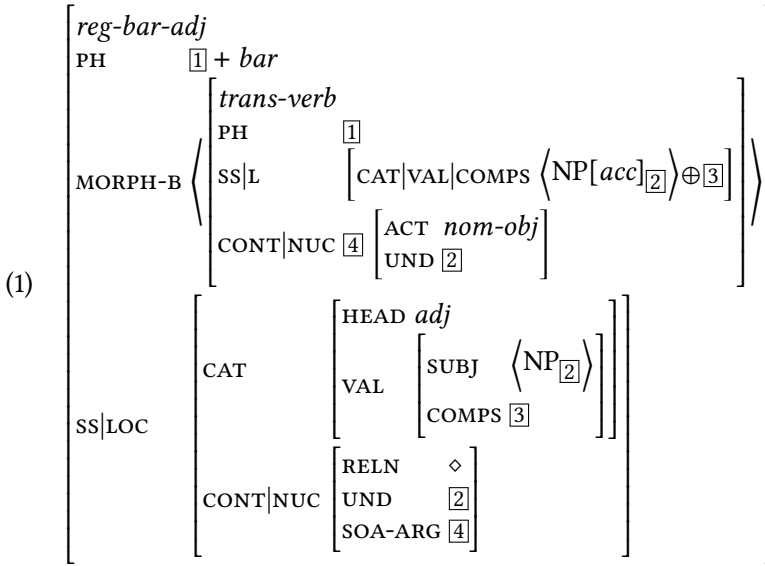 reg-bar-adj
PH 1 + bar
trans-verb
PH 1
MORPH-B ⟨ SS|L [CAT|VAL|COMPS ⟨NP[acc]2⟩⊕3] ⟩
CONT|NUC 4 [ACT nom-obj
UND 2]
(1)
HEAD adj
CAT
VAL [SUBJ ⟨NP2⟩
COMPS 3]
SS|LOC
RELN ⋄
CONT|NUC UND 2
SOA-ARG 4